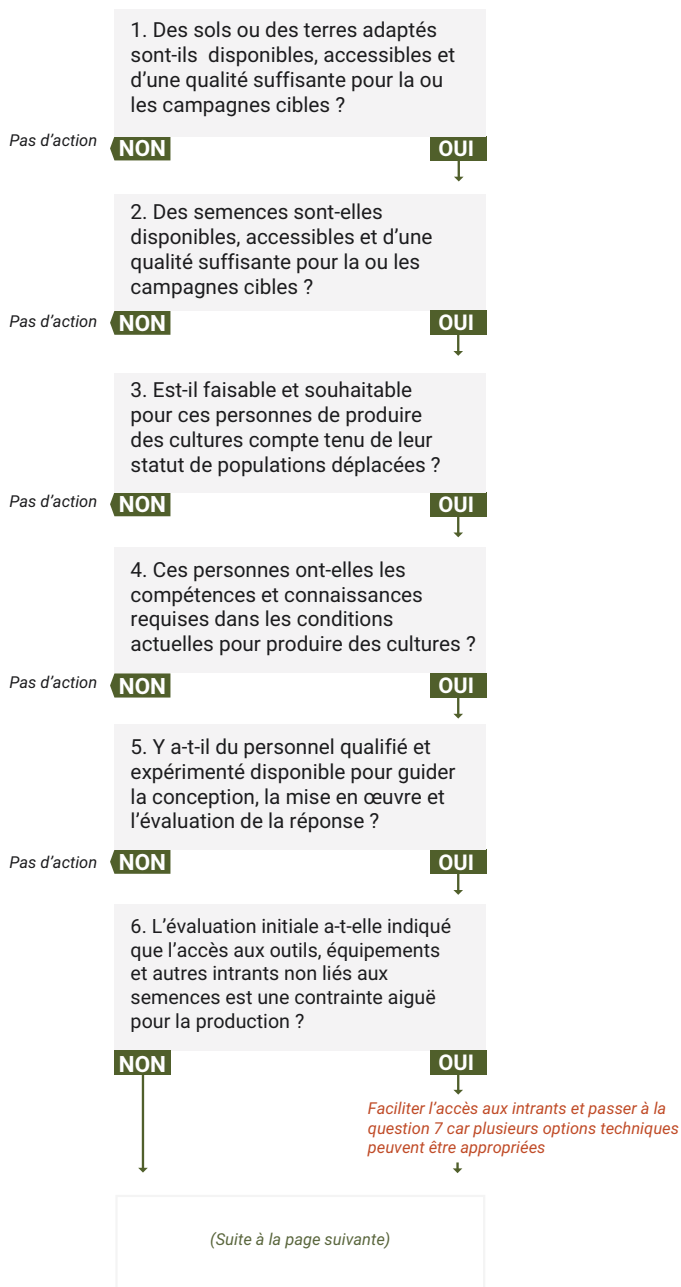 1. Des sols ou des terres adaptés
sont-ils disponibles, accessibles et
d’une qualité suffisante pour la ou
les campagnes cibles ?
Pas d’action
NON
OUI
2. Des semences sont-elles
disponibles, accessibles et d’une
qualité suffisante pour la ou les
campagnes cibles ?
Pas d’action
NON
OUI
3. Est-il faisable et souhaitable
pour ces personnes de produire
des cultures compte tenu de leur
statut de populations déplacées ?
Pas d’action
NON
OUI
4. Ces personnes ont-elles les
compétences et connaissances
requises dans les conditions
actuelles pour produire des cultures ?
Pas d’action
NON
OUI
5. Y a-t-il du personnel qualifié et
expérimenté disponible pour guider
la conception, la mise en œuvre et
l’évaluation de la réponse ?
Pas d’action
NON
OUI
6. L’évaluation initiale a-t-elle indiqué
que l’accès aux outils, équipements
et autres intrants non liés aux
semences est une contrainte aiguë
pour la production ?
NON
OUI
Faciliter l’accès aux intrants et passer à la
question 7 car plusieurs options techniques
peuvent être appropriées
(Suite à la page suivante)